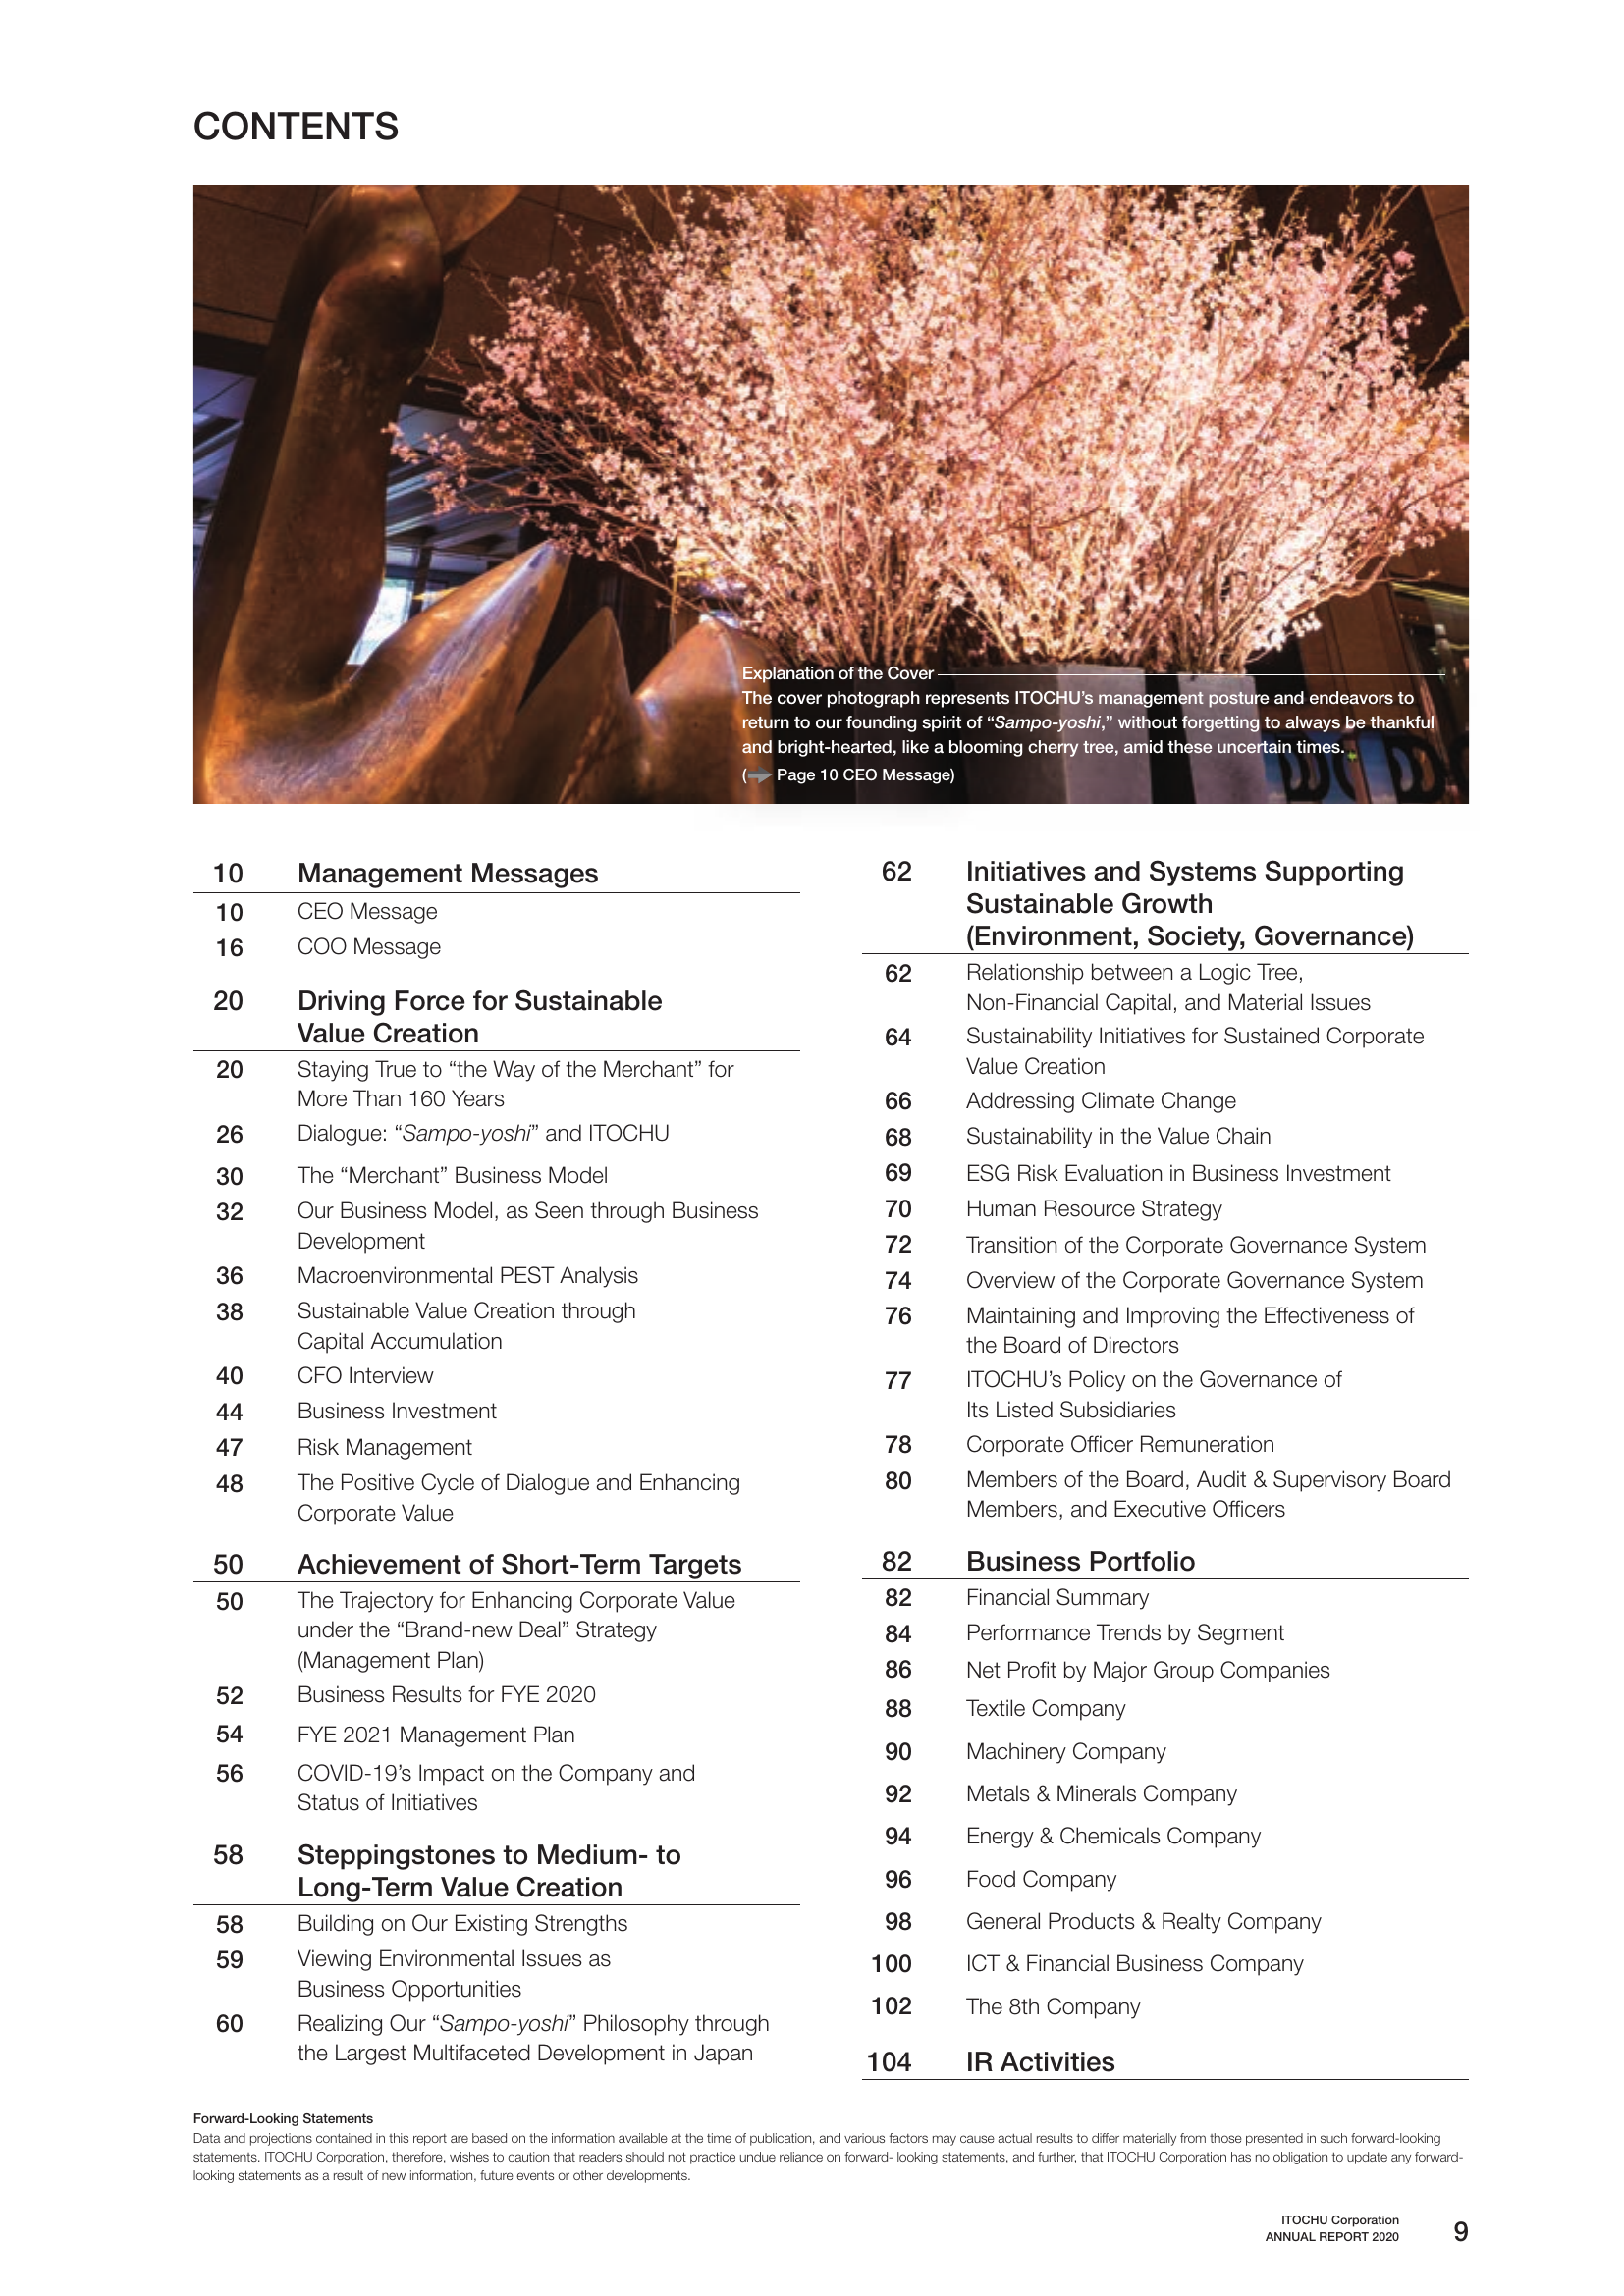 CONTENTS
Explanation of the Cover
The cover photograph represents ITOCHU’s management posture and endeavors to
return to our founding spirit of “Sampo-yoshi,” without forgetting to always be thankful
and bright-hearted, like a blooming cherry tree, amid these uncertain times.
(➡ Page 10 CEO Message)
10 Management Messages
10 CEO Message
16 COO Message
20 Driving Force for Sustainable
Value Creation
20 Staying True to “the Way of the Merchant” for
More Than 160 Years
26 Dialogue: “Sampo-yoshi” and ITOCHU
30 The “Merchant” Business Model
32 Our Business Model, as Seen through Business
Development
36 Macroenvironmental PEST Analysis
38 Sustainable Value Creation through
Capital Accumulation
40 CFO Interview
44 Business Investment
47 Risk Management
48 The Positive Cycle of Dialogue and Enhancing
Corporate Value
50 Achievement of Short-Term Targets
50 The Trajectory for Enhancing Corporate Value
under the “Brand-new Deal” Strategy
(Management Plan)
52 Business Results for FYE 2020
54 FYE 2021 Management Plan
56 COVID-19’s Impact on the Company and
Status of Initiatives
58 Steppingstones to Medium- to
Long-Term Value Creation
58 Building on Our Existing Strengths
59 Viewing Environmental Issues as
Business Opportunities
60 Realizing Our “Sampo-yoshi” Philosophy through
the Largest Multifaceted Development in Japan
62 Initiatives and Systems Supporting
Sustainable Growth
(Environment, Society, Governance)
62 Relationship between a Logic Tree,
Non-Financial Capital, and Material Issues
64 Sustainability Initiatives for Sustained Corporate
Value Creation
66 Addressing Climate Change
68 Sustainability in the Value Chain
69 ESG Risk Evaluation in Business Investment
70 Human Resource Strategy
72 Transition of the Corporate Governance System
74 Overview of the Corporate Governance System
76 Maintaining and Improving the Effectiveness of
the Board of Directors
77 ITOCHU’s Policy on the Governance of
Its Listed Subsidiaries
78 Corporate Officer Remuneration
80 Members of the Board, Audit & Supervisory Board
Members, and Executive Officers
82 Business Portfolio
82 Financial Summary
84 Performance Trends by Segment
86 Net Profit by Major Group Companies
88 Textile Company
90 Machinery Company
92 Metals & Minerals Company
94 Energy & Chemicals Company
96 Food Company
98 General Products & Realty Company
100 ICT & Financial Business Company
102 The 8th Company
104 IR Activities
Forward-Looking Statements
Data and projections contained in this report are based on the information available at the time of publication, and various factors may cause actual results to differ materially from those presented in such forward-looking
statements. ITOCHU Corporation, therefore, wishes to caution that readers should not practice undue reliance on forward- looking statements, and further, that ITOCHU Corporation has no obligation to update any forward-
looking statements as a result of new information, future events or other developments.
ITOCHU Corporation
ANNUAL REPORT 2020 9